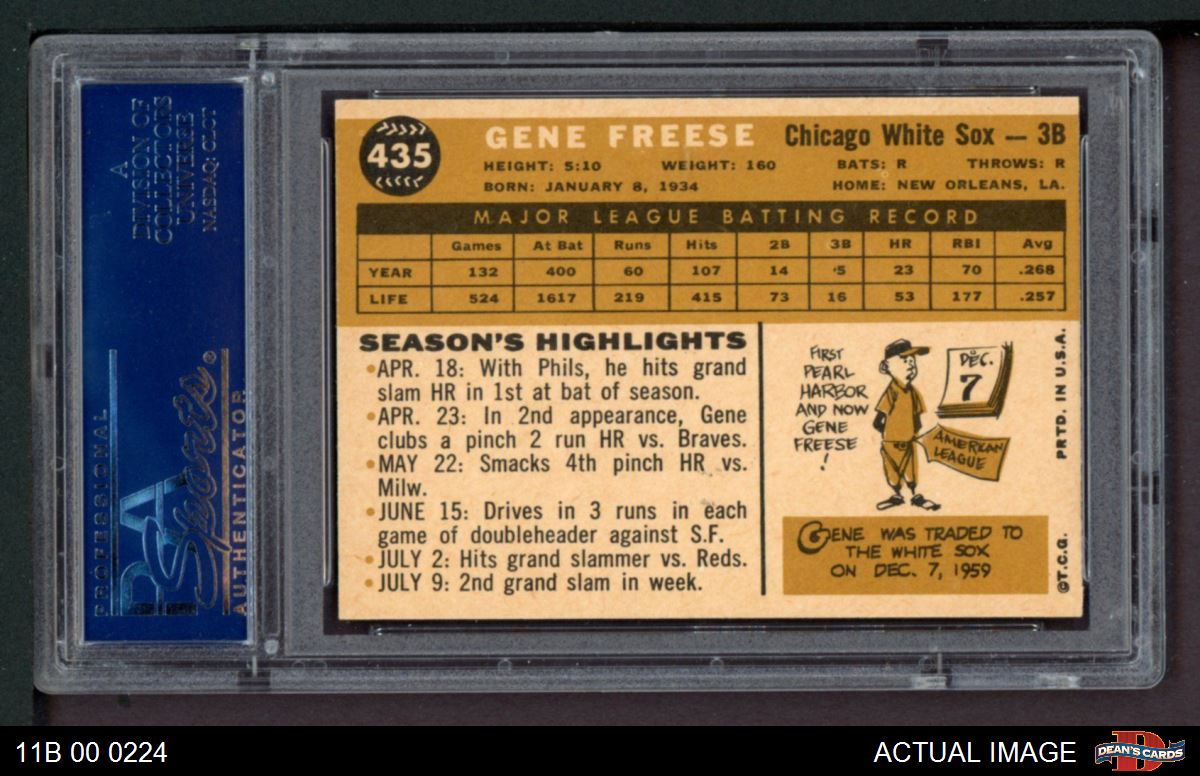 A
DIVISION OF
COLLECTORS
UNIVERSE
NASDAQ: CLCT
PROFESSIONAL
PSA
Sports®
AUTHENTICATOR
435
GENE FREESE Chicago White Sox — 3B
HEIGHT: 5:10 WEIGHT: 160 BATS: R THROWS: R
BORN: JANUARY 8, 1934 HOME: NEW ORLEANS, LA.
MAJOR LEAGUE BATTING RECORD
Games At Bat Runs Hits 2B 3B HR RBI Avg
YEAR 132 400 60 107 14 5 23 70 .268
LIFE 524 1617 219 415 73 16 53 177 .257
SEASON'S HIGHLIGHTS
•APR. 18: With Phils, he hits grand
slam HR in 1st at bat of season.
•APR. 23: In 2nd appearance, Gene
clubs a pinch 2 run HR vs. Braves.
•MAY 22: Smacks 4th pinch HR vs.
Milw.
•JUNE 15: Drives in 3 runs in each
game of doubleheader against S.F.
•JULY 2: Hits grand slammer vs. Reds.
•JULY 9: 2nd grand slam in week.
FIRST
PEARL
HARBOR
AND NOW
GENE
FREESE
!
DEC.
7
AMERICAN
LEAGUE
GENE WAS TRADED TO
THE WHITE SOX
ON DEC. 7, 1959
©T.C.G. PRTD. IN U.S.A.
11B 00 0224
ACTUAL IMAGE
DEAN'S CARDS